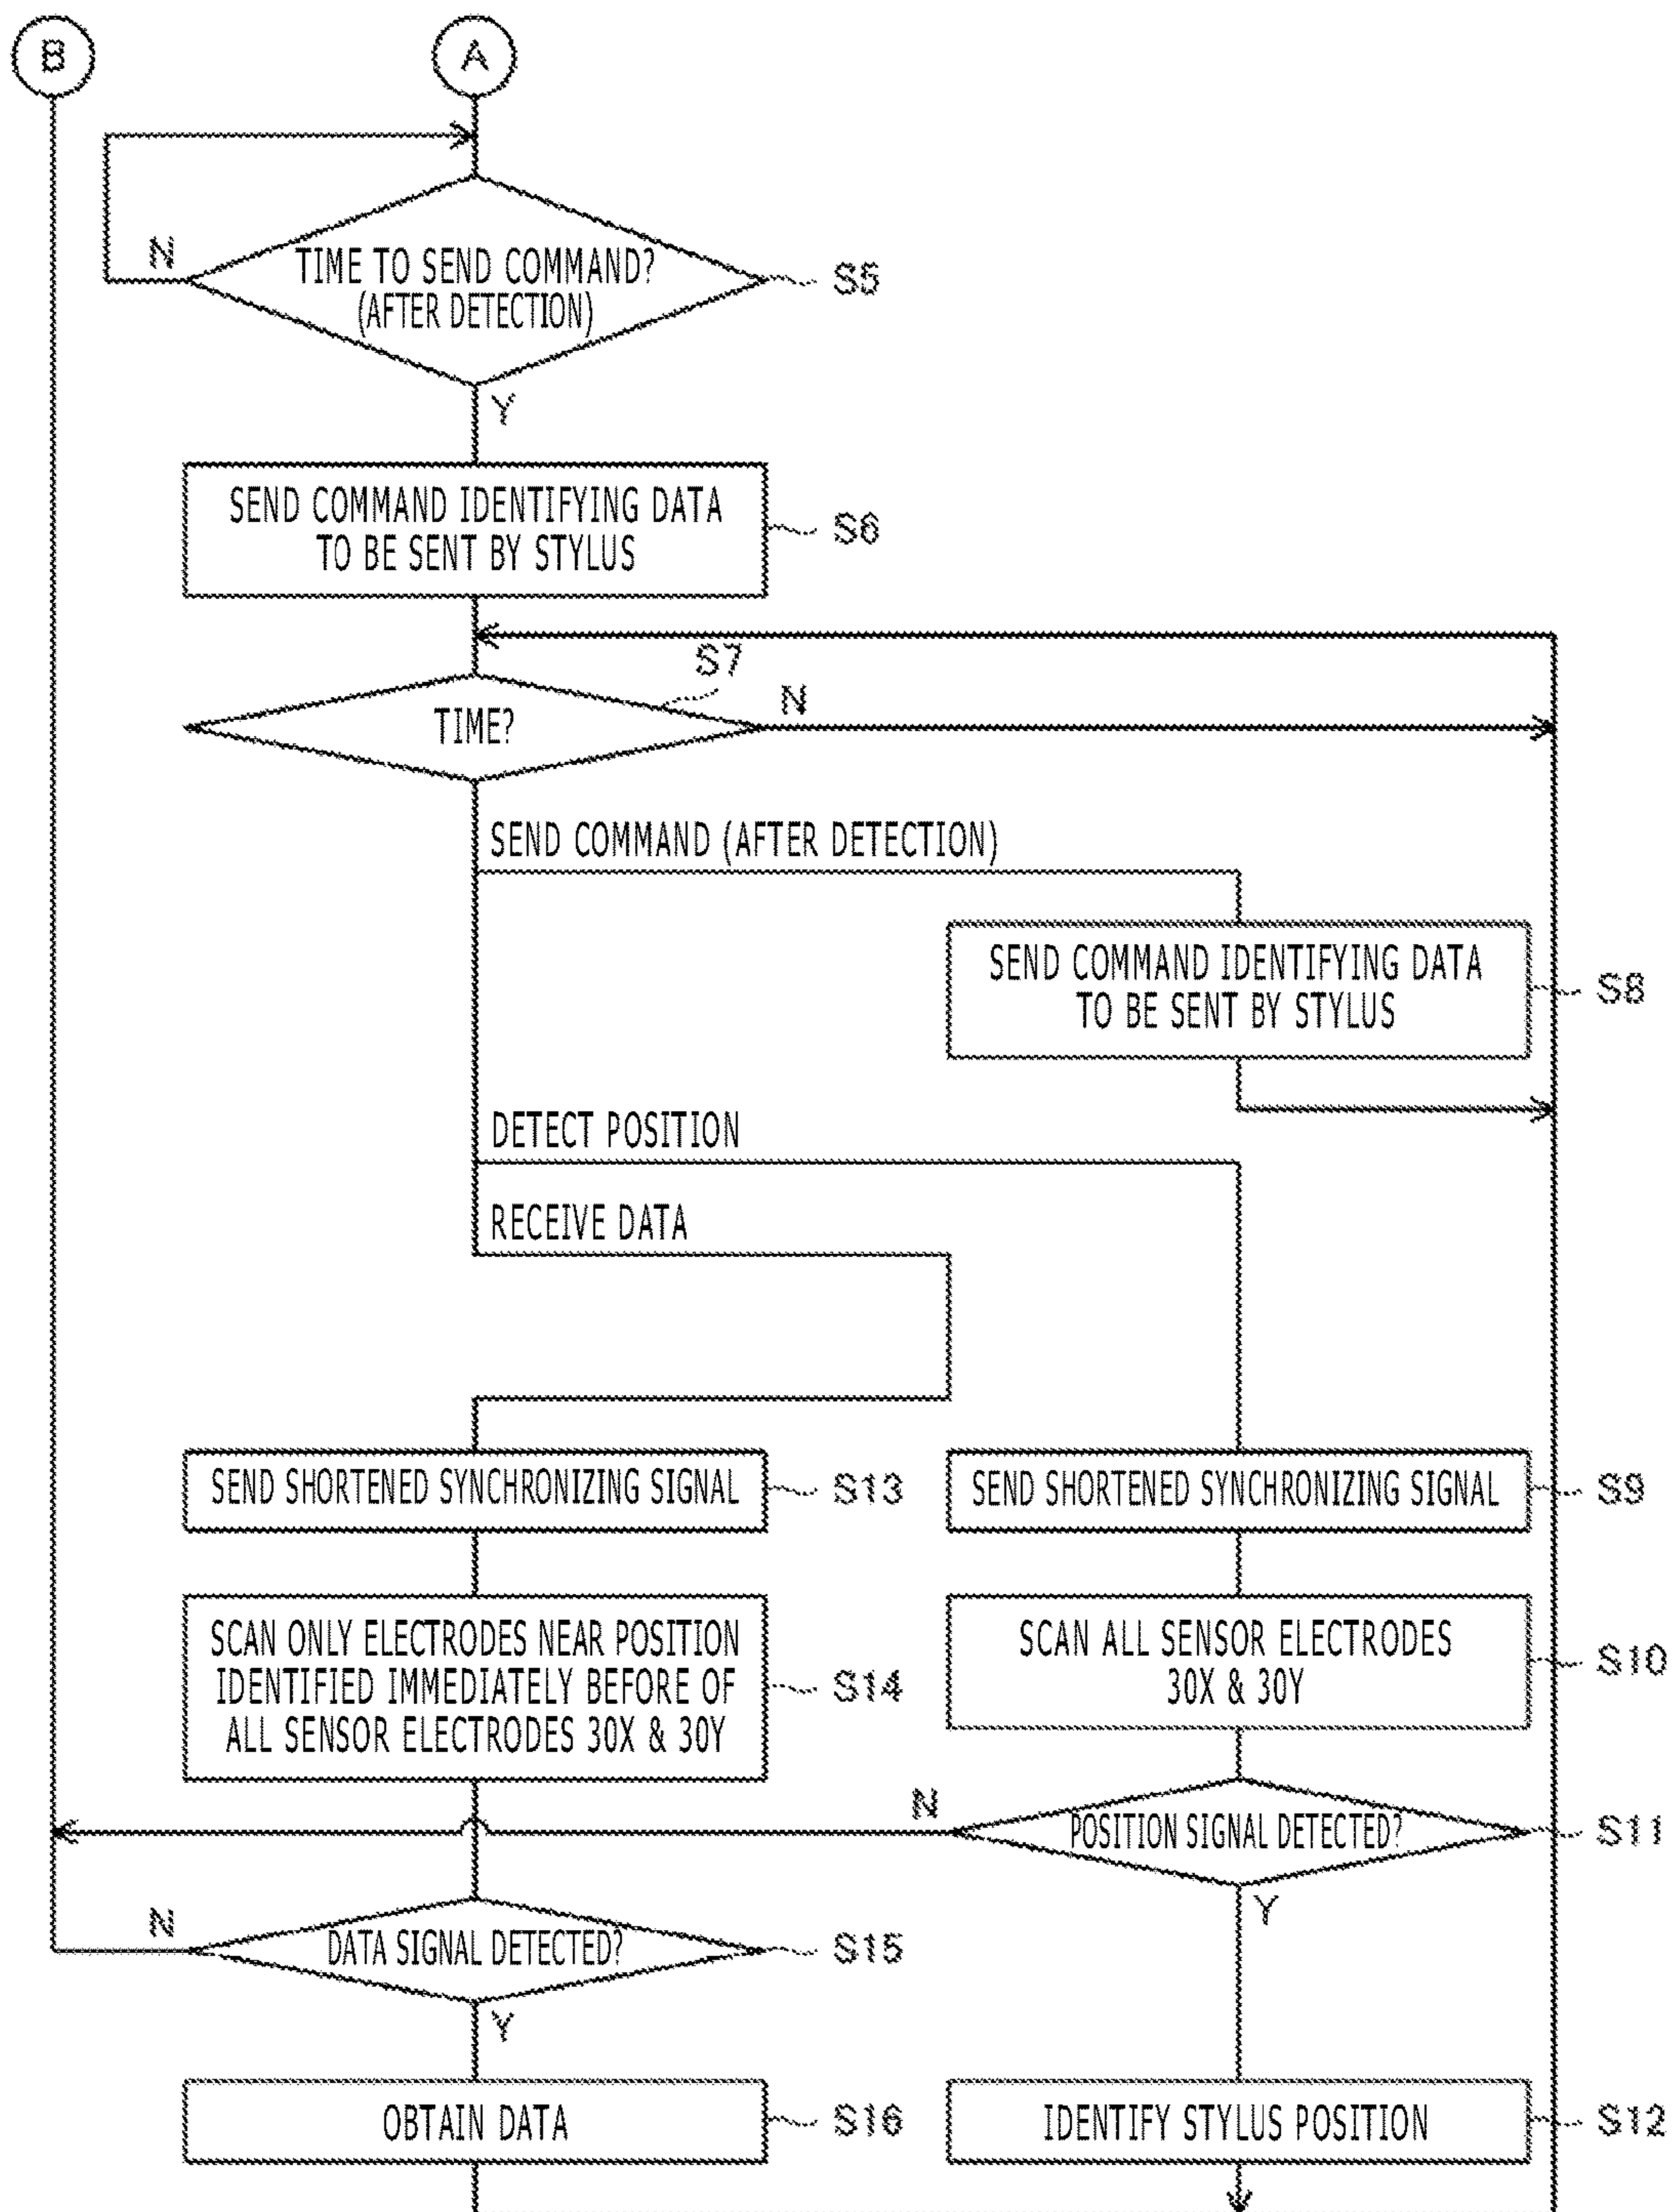 B
A
N
TIME TO SEND COMMAND?
(AFTER DETECTION)
S5
Y
SEND COMMAND IDENTIFYING DATA
TO BE SENT BY STYLUS
S6
S7
N
TIME?
SEND COMMAND (AFTER DETECTION)
SEND COMMAND IDENTIFYING DATA
TO BE SENT BY STYLUS
S8
DETECT POSITION
RECEIVE DATA
SEND SHORTENED SYNCHRONIZING SIGNAL
S13
SEND SHORTENED SYNCHRONIZING SIGNAL
S9
SCAN ONLY ELECTRODES NEAR POSITION
IDENTIFIED IMMEDIATELY BEFORE OF
ALL SENSOR ELECTRODES 30X & 30Y
S14
SCAN ALL SENSOR ELECTRODES
30X & 30Y
S10
N
POSITION SIGNAL DETECTED?
S11
Y
N
DATA SIGNAL DETECTED?
S15
Y
OBTAIN DATA
S16
IDENTIFY STYLUS POSITION
S12